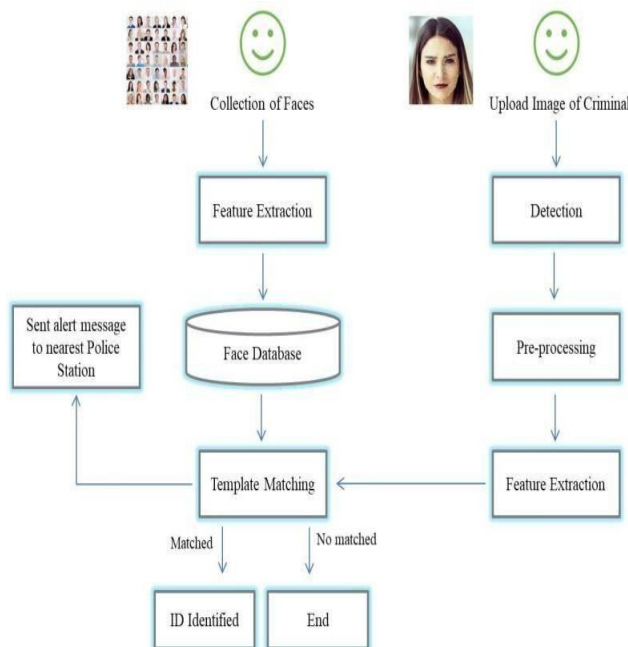 Collection of Faces
Upload Image of Criminal
Feature Extraction
Detection
Sent alert message
to nearest Police
Station
Face Database
Pre-processing
Template Matching
Feature Extraction
Matched
No matched
ID Identified
End